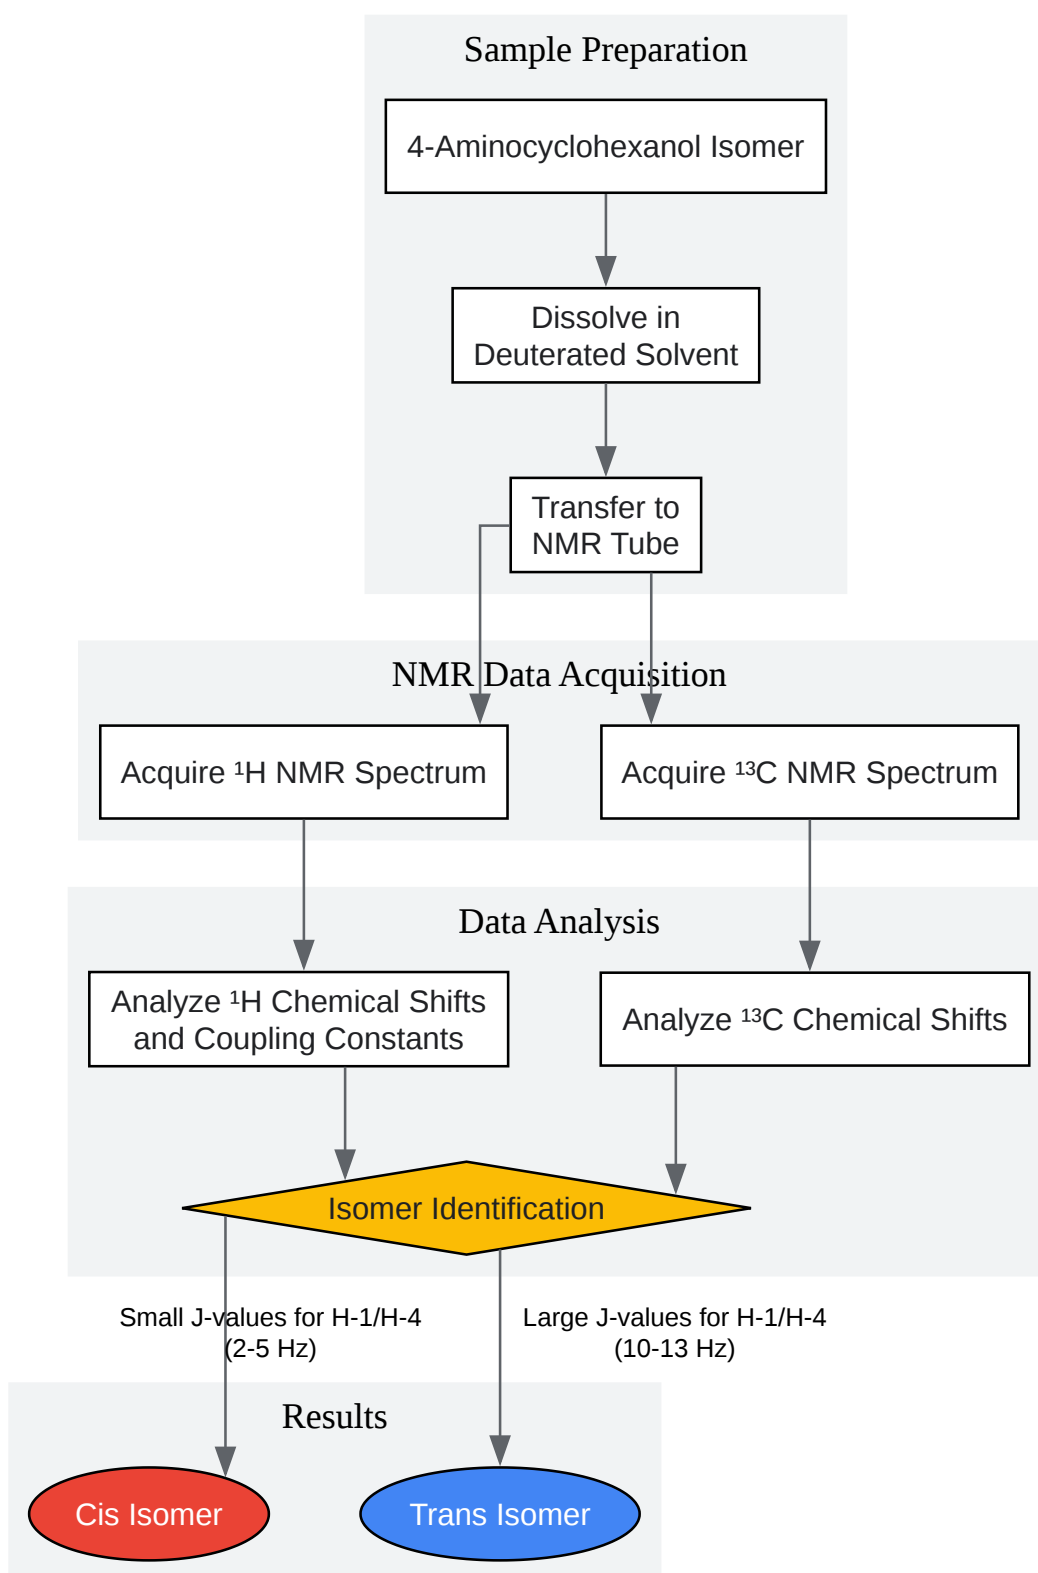 Sample Preparation
4-Aminocyclohexanol Isomer
Dissolve in
Deuterated Solvent
Transfer to
NMR Tube
NMR Data Acquisition
Acquire ¹H NMR Spectrum
Acquire ¹³C NMR Spectrum
Data Analysis
Analyze ¹H Chemical Shifts
and Coupling Constants
Analyze ¹³C Chemical Shifts
Isomer Identification
Small J-values for H-1/H-4
(2-5 Hz)
Large J-values for H-1/H-4
(10-13 Hz)
Results
Cis Isomer
Trans Isomer